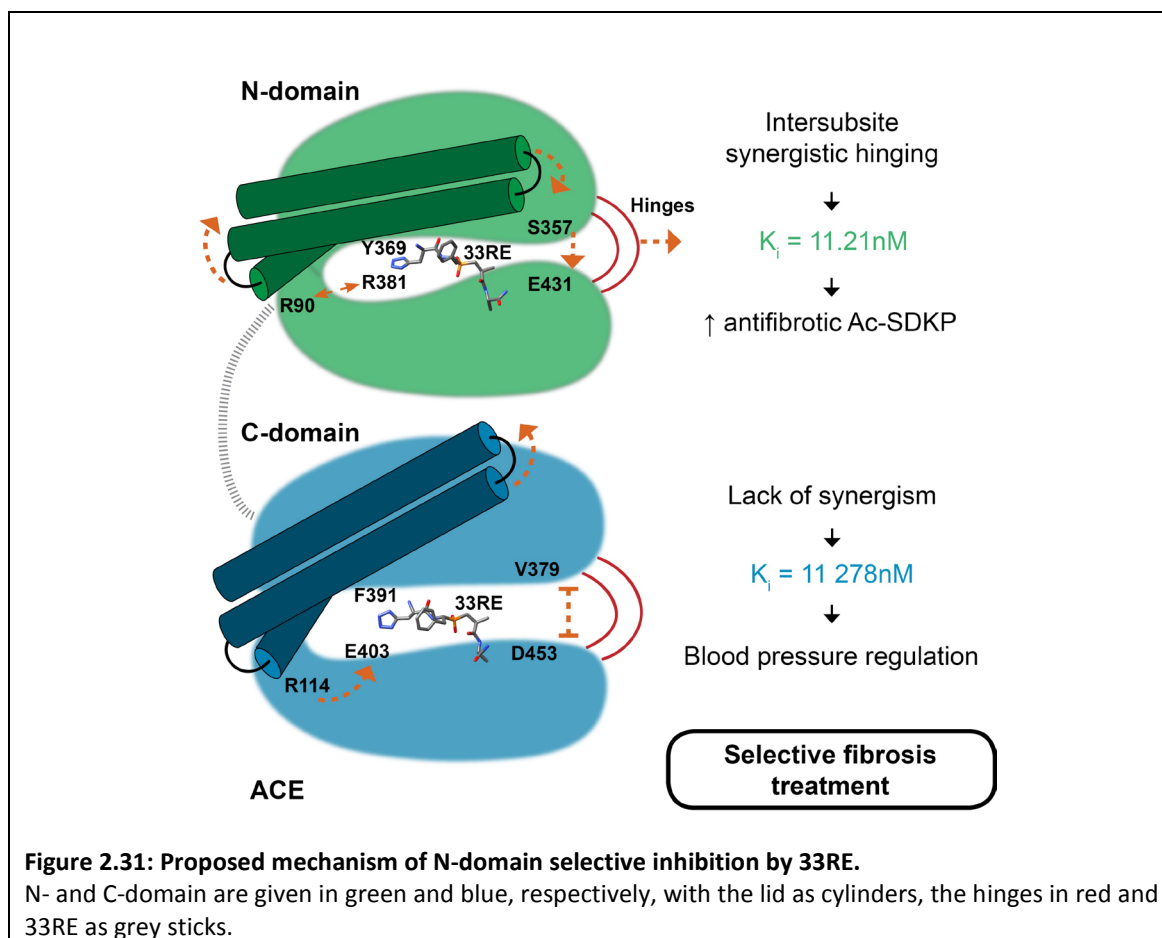 N-domain
Intersubsite
synergistic hinging
Hinges
S357
Y369
33RE
K_i = 11.21nM
R381
E431
R90
↑ antifibrotic Ac-SDKP
C-domain
Lack of synergism
V379
K_i = 11 278nM
F391
33RE
E403
D453
Blood pressure regulation
R114
Selective fibrosis
treatment
ACE
Figure 2.31: Proposed mechanism of N-domain selective inhibition by 33RE.
N- and C-domain are given in green and blue, respectively, with the lid as cylinders, the hinges in red and
33RE as grey sticks.